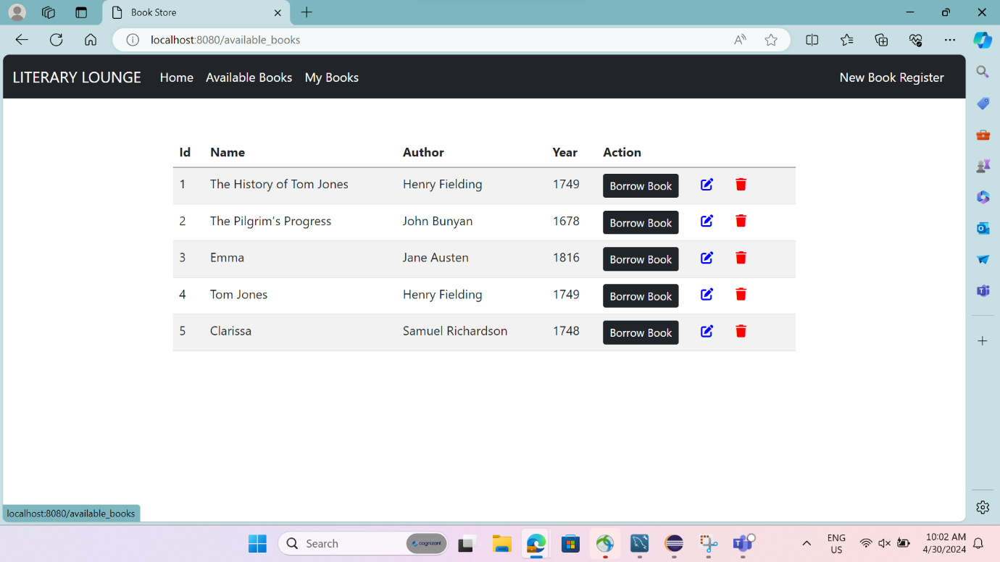 Book Store
localhost:8080/available_books
LITERARY LOUNGE Home Available Books My Books New Book Register
Id Name Author Year Action
1 The History of Tom Jones Henry Fielding 1749 Borrow Book
2 The Pilgrim's Progress John Bunyan 1678 Borrow Book
3 Emma Jane Austen 1816 Borrow Book
4 Tom Jones Henry Fielding 1749 Borrow Book
5 Clarissa Samuel Richardson 1748 Borrow Book
localhost:8080/available_books
Search cognizant ENG 10:02 AM
US 4/30/2024